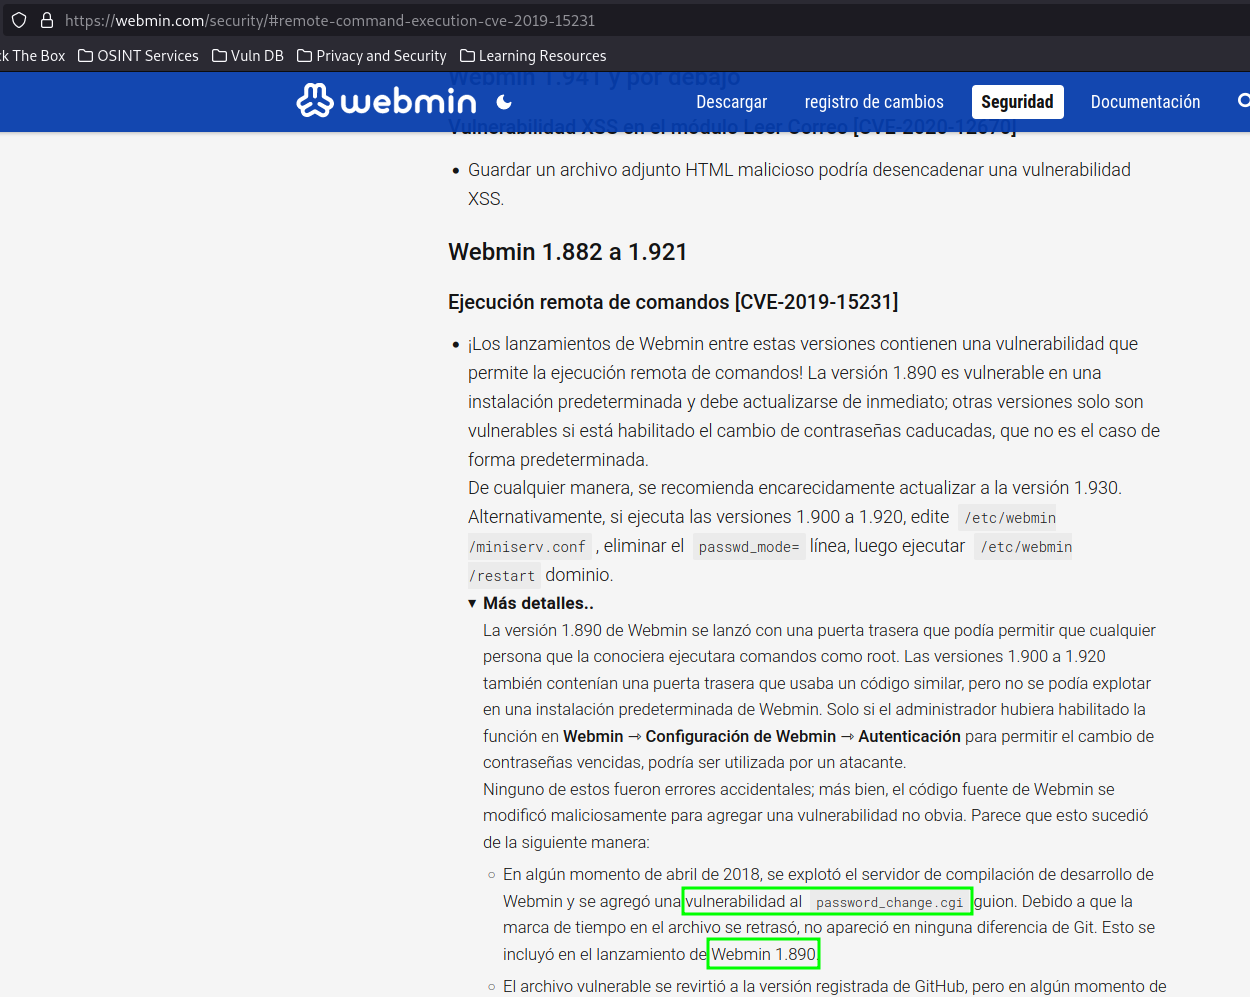 https://webmin.com/security/#remote-command-execution-cve-2019-15231
ck The Box OSINT Services Vuln DB Privacy and Security Learning Resources
Webmin 1.941 y por debajo
webmin Descargar registro de cambios Seguridad Documentación
Vulnerabilidad XSS en el módulo Leer Correo [CVE-2020-12670]
• Guardar un archivo adjunto HTML malicioso podría desencadenar una vulnerabilidad
XSS.
Webmin 1.882 a 1.921
Ejecución remota de comandos [CVE-2019-15231]
• ¡Los lanzamientos de Webmin entre estas versiones contienen una vulnerabilidad que
permite la ejecución remota de comandos! La versión 1.890 es vulnerable en una
instalación predeterminada y debe actualizarse de inmediato; otras versiones solo son
vulnerables si está habilitado el cambio de contraseñas caducadas, que no es el caso de
forma predeterminada.
De cualquier manera, se recomienda encarecidamente actualizar a la versión 1.930.
Alternativamente, si ejecuta las versiones 1.900 a 1.920, edite /etc/webmin
/miniserv.conf , eliminar el passwd_mode= línea, luego ejecutar /etc/webmin
/restart dominio.
▾ Más detalles..
La versión 1.890 de Webmin se lanzó con una puerta trasera que podía permitir que cualquier
persona que la conociera ejecutara comandos como root. Las versiones 1.900 a 1.920
también contenían una puerta trasera que usaba un código similar, pero no se podía explotar
en una instalación predeterminada de Webmin. Solo si el administrador hubiera habilitado la
función en Webmin ⇾ Configuración de Webmin ⇾ Autenticación para permitir el cambio de
contraseñas vencidas, podría ser utilizada por un atacante.
Ninguno de estos fueron errores accidentales; más bien, el código fuente de Webmin se
modificó maliciosamente para agregar una vulnerabilidad no obvia. Parece que esto sucedió
de la siguiente manera:
◦ En algún momento de abril de 2018, se explotó el servidor de compilación de desarrollo de
Webmin y se agregó una vulnerabilidad al password_change.cgi guion. Debido a que la
marca de tiempo en el archivo se retrasó, no apareció en ninguna diferencia de Git. Esto se
incluyó en el lanzamiento de Webmin 1.890.
◦ El archivo vulnerable se revirtió a la versión registrada de GitHub, pero en algún momento de